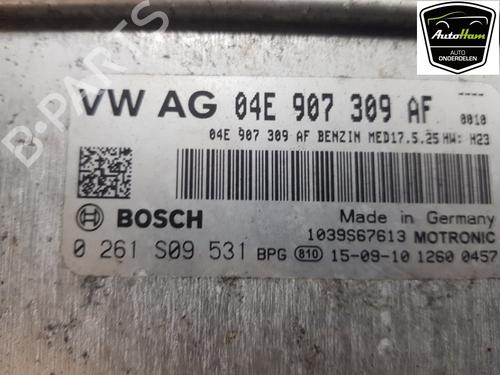 AutoHam
AUTO
ONDERDELEN
B-PARTS
VW AG 04E 907 309 AF
----
0010
04E 907 309 AF BENZIN MED17.5.25 HW: H23
BOSCH
Made in Germany
1039S67613 MOTRONIC
0 261 S09 531 BPG 810 15-09-10 1260 0457